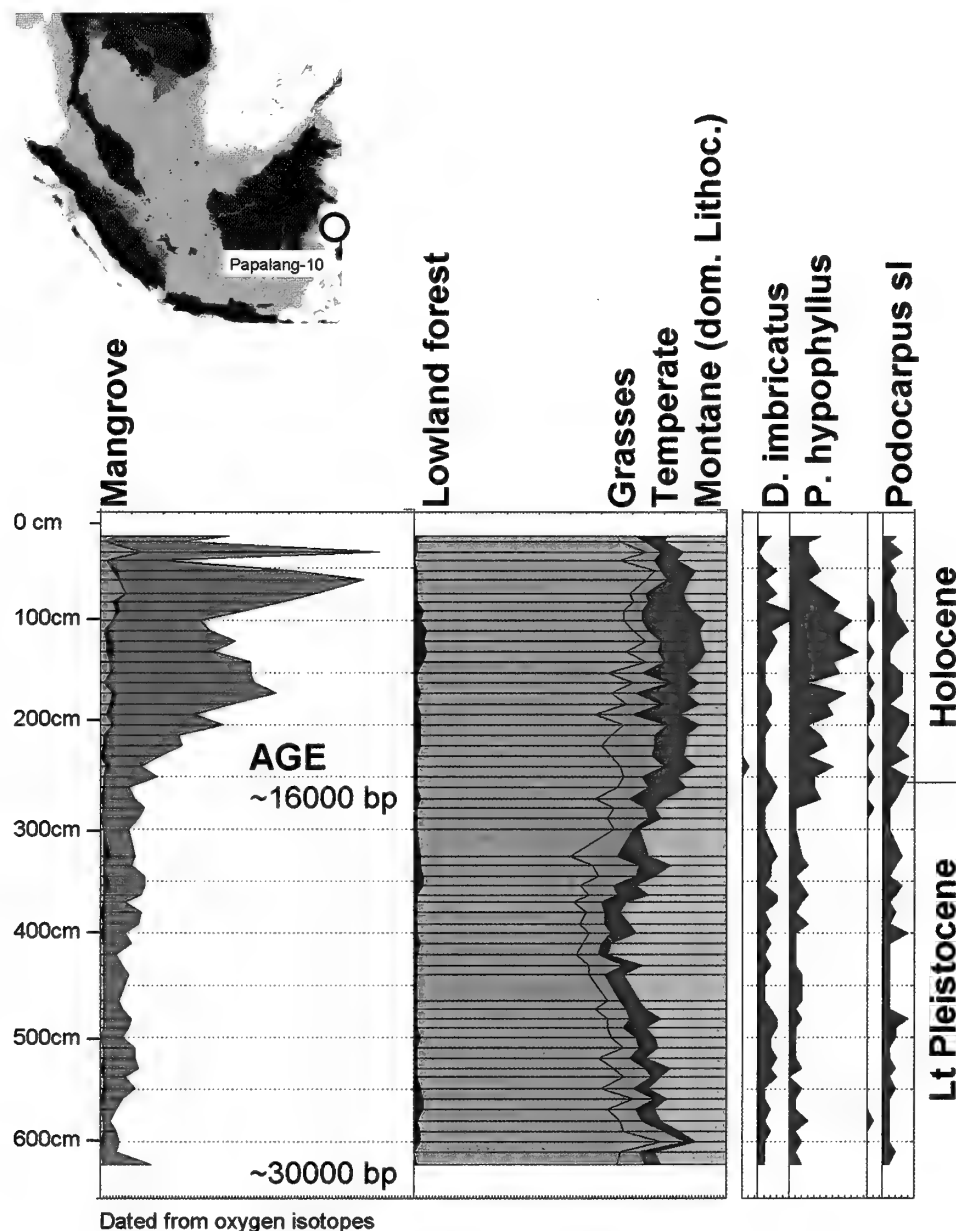 Papalang-10
Mangrove
Lowland forest
Grasses
Temperate
Montane (dom. Lithoc.)
D. imbricatus
P. hypophyllus
Podocarpus sl
0 cm
100cm
200cm
300cm
400cm
500cm
600cm
AGE
~16000 bp
~30000 bp
Holocene
Lt Pleistocene
Dated from oxygen isotopes